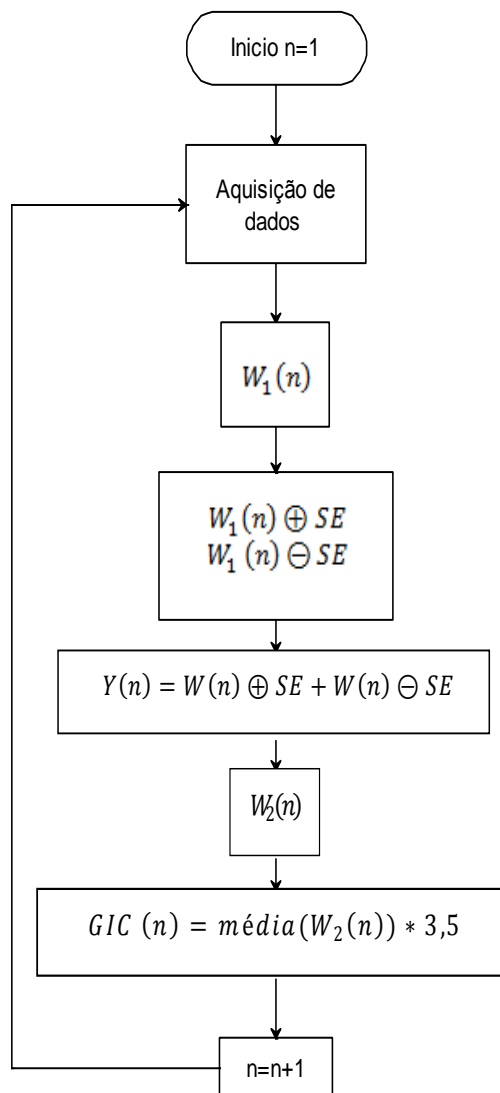 Inicio n=1
Aquisição de
dados
W₁(n)
W₁(n) ⊕ SE
W₁ (n) ⊖ SE
Y(n) = W(n) ⊕ SE + W(n) ⊖ SE
W₂(n)
GIC (n) = média(W₂(n)) * 3,5
n=n+1